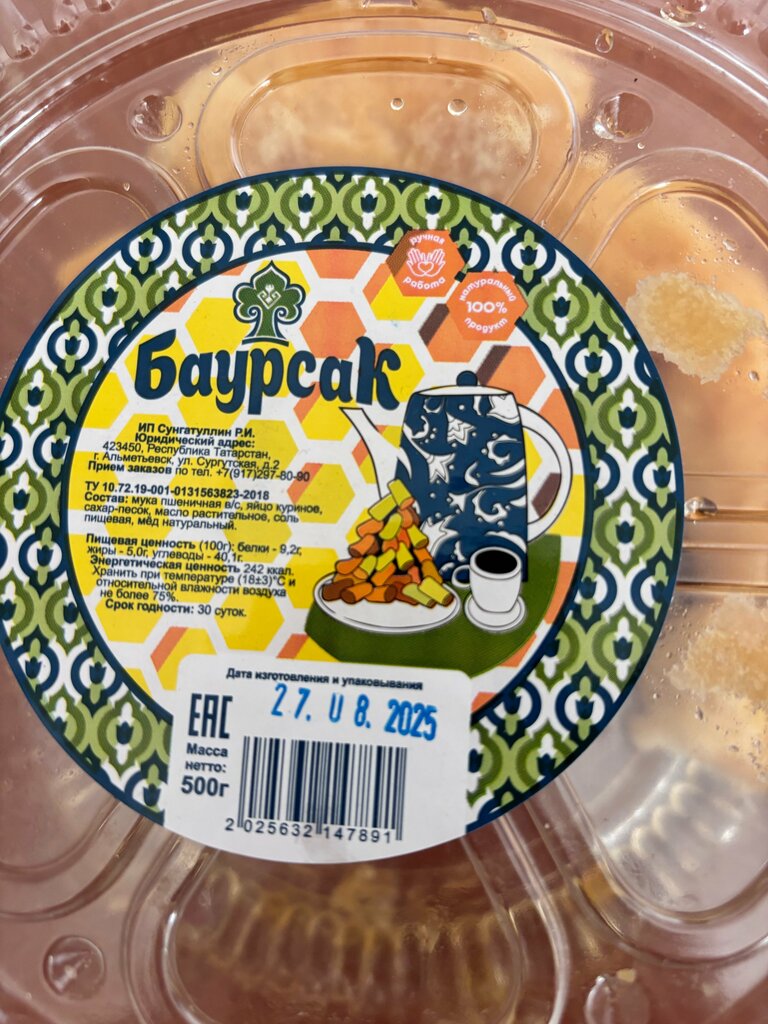 ручная
работа
натуральный
100%
продукт
Баурсак
ИП Сунгатуллин Р.И.
Юридический адрес:
423450, Республика Татарстан,
г. Альметьевск, ул. Сургутская, д.2
Прием заказов по тел. +7(917)297-80-90
ТУ 10.72.19-001-0131563823-2018
Состав: мука пшеничная в/с, яйцо куриное,
сахар-песок, масло растительное, соль
пищевая, мёд натуральный.
Пищевая ценность (100г): белки - 9,2г,
жиры - 5,0г, углеводы - 40,1г.
Энергетическая ценность 242 ккал.
Хранить при температуре (18±3)°С и
относительной влажности воздуха
не более 75%.
Срок годности: 30 суток.
Дата изготовления и упаковывания
27. 08. 2025
ЕАС
Масса
нетто:
500г
2 025632 147891